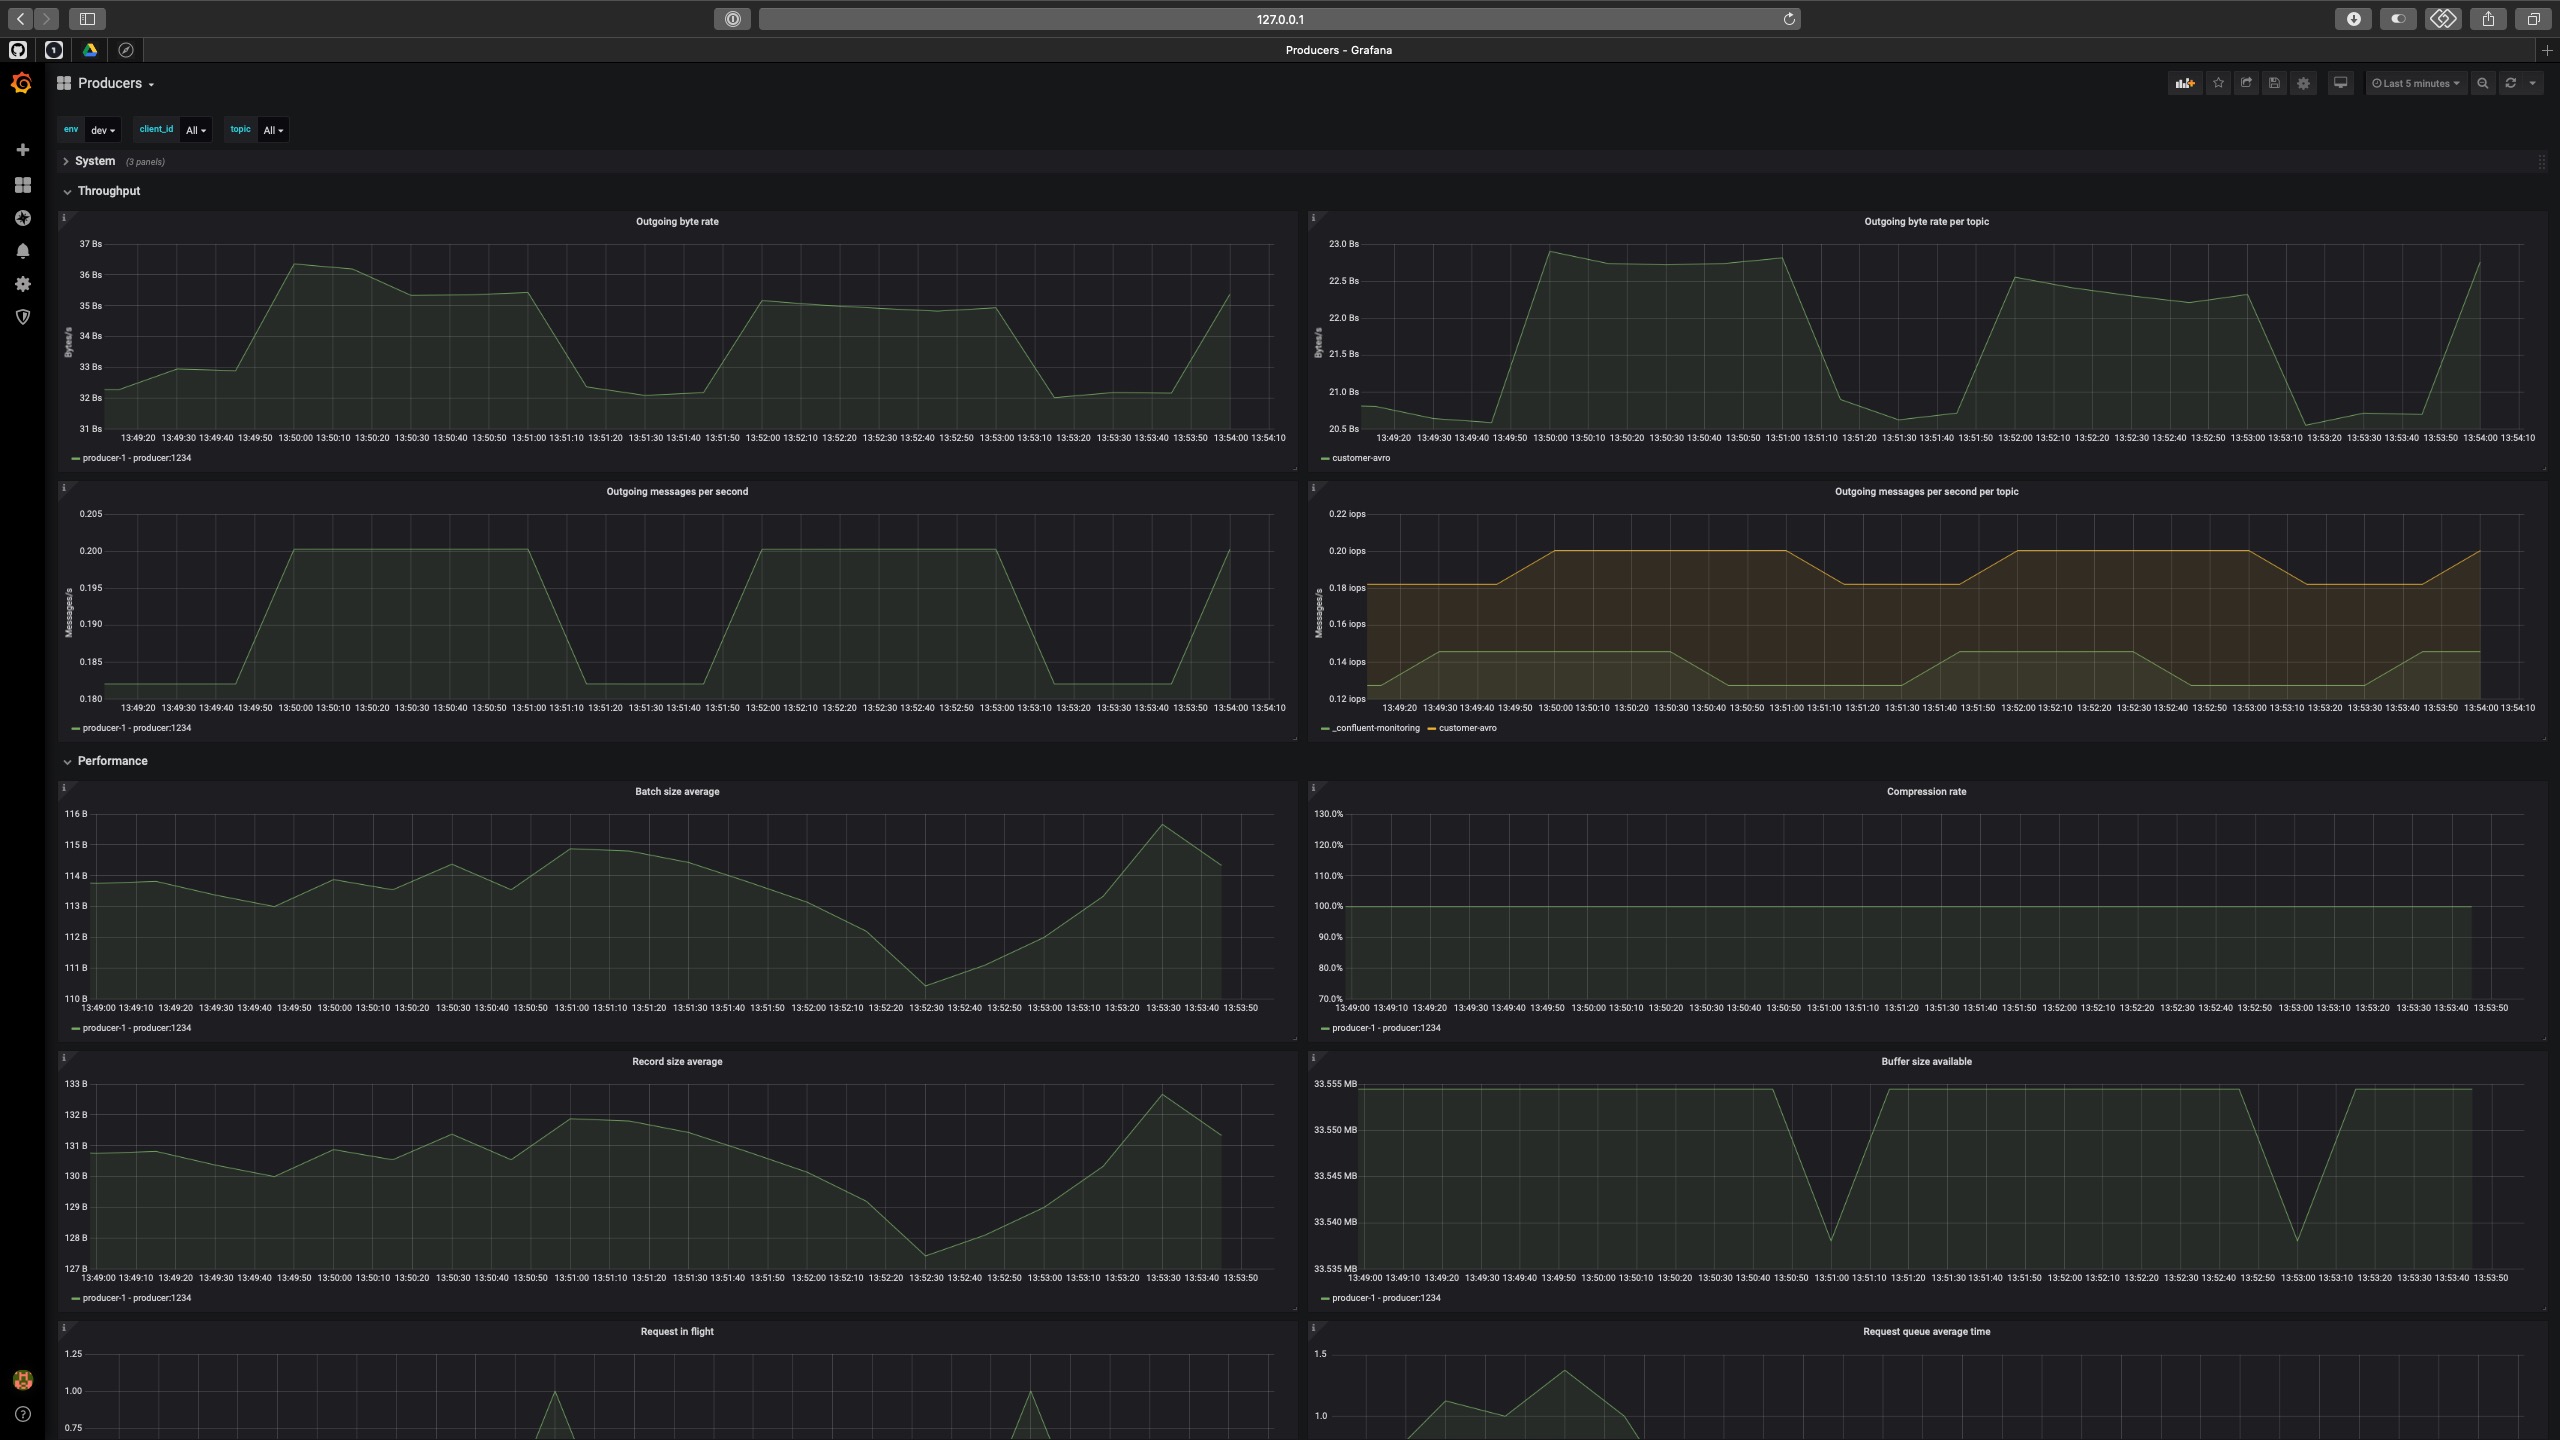 127.0.0.1
Producers - Grafana
Producers
Last 5 minutes
env dev client_id All topic All
System (3 panels)
Throughput
Outgoing byte rate
37 Bs
36 Bs
35 Bs
34 Bs
33 Bs
32 Bs
31 Bs
Bytes/s
13:49:20 13:49:30 13:49:40 13:49:50 13:50:00 13:50:10 13:50:20 13:50:30 13:50:40 13:50:50 13:51:00 13:51:10 13:51:20 13:51:30 13:51:40 13:51:50 13:52:00 13:52:10 13:52:20 13:52:30 13:52:40 13:52:50 13:53:00 13:53:10 13:53:20 13:53:30 13:53:40 13:53:50 13:54:00 13:54:10
producer-1 - producer:1234
Outgoing byte rate per topic
23.0 Bs
22.5 Bs
22.0 Bs
21.5 Bs
21.0 Bs
20.5 Bs
Bytes/s
13:49:20 13:49:30 13:49:40 13:49:50 13:50:00 13:50:10 13:50:20 13:50:30 13:50:40 13:50:50 13:51:00 13:51:10 13:51:20 13:51:30 13:51:40 13:51:50 13:52:00 13:52:10 13:52:20 13:52:30 13:52:40 13:52:50 13:53:00 13:53:10 13:53:20 13:53:30 13:53:40 13:53:50 13:54:00 13:54:10
customer-avro
Outgoing messages per second
0.205
0.200
0.195
0.190
0.185
0.180
Messages/s
13:49:20 13:49:30 13:49:40 13:49:50 13:50:00 13:50:10 13:50:20 13:50:30 13:50:40 13:50:50 13:51:00 13:51:10 13:51:20 13:51:30 13:51:40 13:51:50 13:52:00 13:52:10 13:52:20 13:52:30 13:52:40 13:52:50 13:53:00 13:53:10 13:53:20 13:53:30 13:53:40 13:53:50 13:54:00 13:54:10
producer-1 - producer:1234
Outgoing messages per second per topic
0.22 iops
0.20 iops
0.18 iops
0.16 iops
0.14 iops
0.12 iops
Messages/s
13:49:20 13:49:30 13:49:40 13:49:50 13:50:00 13:50:10 13:50:20 13:50:30 13:50:40 13:50:50 13:51:00 13:51:10 13:51:20 13:51:30 13:51:40 13:51:50 13:52:00 13:52:10 13:52:20 13:52:30 13:52:40 13:52:50 13:53:00 13:53:10 13:53:20 13:53:30 13:53:40 13:53:50 13:54:00 13:54:10
_confluent-monitoring customer-avro
Performance
Batch size average
116 B
115 B
114 B
113 B
112 B
111 B
110 B
13:49:00 13:49:10 13:49:20 13:49:30 13:49:40 13:49:50 13:50:00 13:50:10 13:50:20 13:50:30 13:50:40 13:50:50 13:51:00 13:51:10 13:51:20 13:51:30 13:51:40 13:51:50 13:52:00 13:52:10 13:52:20 13:52:30 13:52:40 13:52:50 13:53:00 13:53:10 13:53:20 13:53:30 13:53:40 13:53:50
producer-1 - producer:1234
Compression rate
130.0%
120.0%
110.0%
100.0%
90.0%
80.0%
70.0%
13:49:00 13:49:10 13:49:20 13:49:30 13:49:40 13:49:50 13:50:00 13:50:10 13:50:20 13:50:30 13:50:40 13:50:50 13:51:00 13:51:10 13:51:20 13:51:30 13:51:40 13:51:50 13:52:00 13:52:10 13:52:20 13:52:30 13:52:40 13:52:50 13:53:00 13:53:10 13:53:20 13:53:30 13:53:40 13:53:50
producer-1 - producer:1234
Record size average
133 B
132 B
131 B
130 B
129 B
128 B
127 B
13:49:00 13:49:10 13:49:20 13:49:30 13:49:40 13:49:50 13:50:00 13:50:10 13:50:20 13:50:30 13:50:40 13:50:50 13:51:00 13:51:10 13:51:20 13:51:30 13:51:40 13:51:50 13:52:00 13:52:10 13:52:20 13:52:30 13:52:40 13:52:50 13:53:00 13:53:10 13:53:20 13:53:30 13:53:40 13:53:50
producer-1 - producer:1234
Buffer size available
33.555 MB
33.550 MB
33.545 MB
33.540 MB
33.535 MB
13:49:00 13:49:10 13:49:20 13:49:30 13:49:40 13:49:50 13:50:00 13:50:10 13:50:20 13:50:30 13:50:40 13:50:50 13:51:00 13:51:10 13:51:20 13:51:30 13:51:40 13:51:50 13:52:00 13:52:10 13:52:20 13:52:30 13:52:40 13:52:50 13:53:00 13:53:10 13:53:20 13:53:30 13:53:40 13:53:50
producer-1 - producer:1234
Request in flight
1.25
1.00
0.75
Request queue average time
1.5
1.0